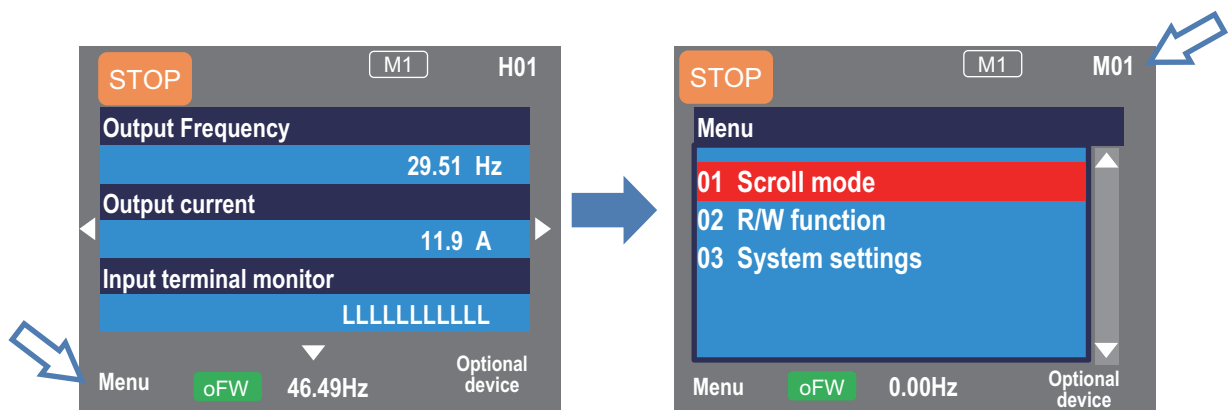 STOP M1 H01
Output Frequency
29.51 Hz
Output current
11.9 A
Input terminal monitor
LLLLLLLLLLL
Menu oFW 46.49Hz Optional
device
STOP M1 M01
Menu
01 Scroll mode
02 R/W function
03 System settings
Menu oFW 0.00Hz Optional
device